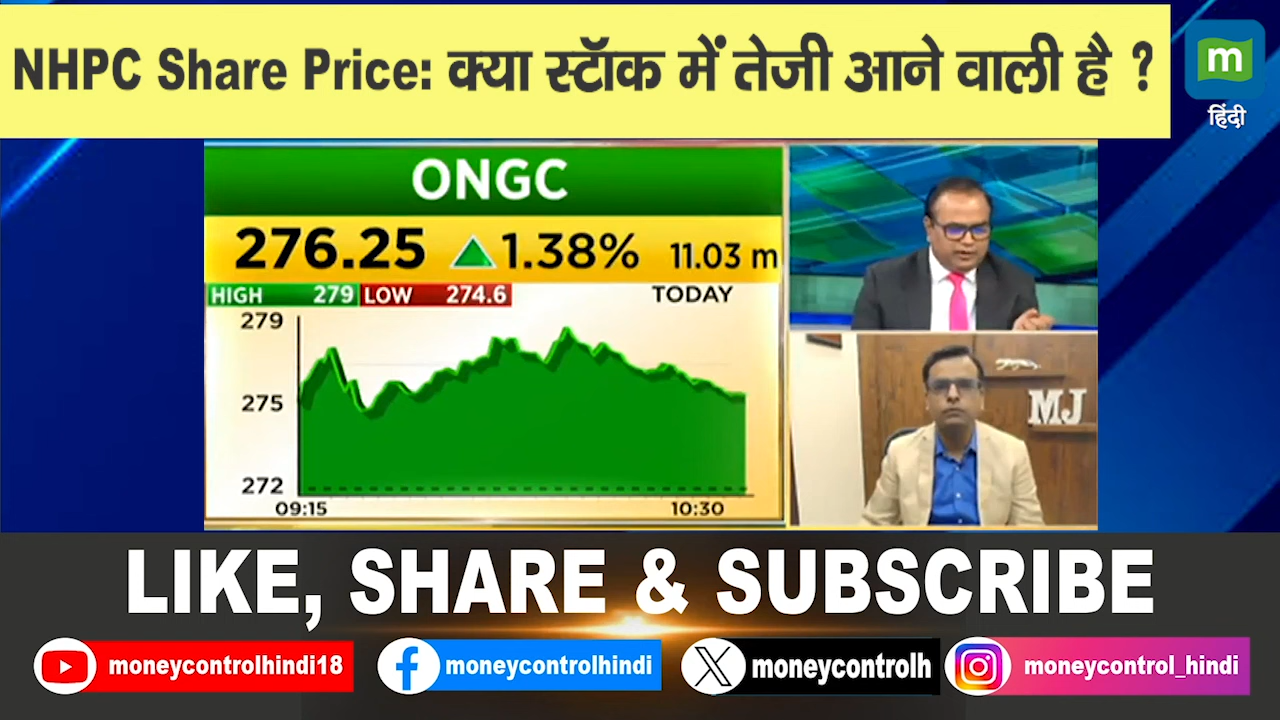 NHPC Share Price: क्या स्टॉक में तेजी आने वाली है ?
m
हिंदी
ONGC
276.25 1.38% 11.03 m
HIGH 279 LOW 274.6 TODAY
279
275
272
09:15 10:30
MJ
LIKE, SHARE & SUBSCRIBE
moneycontrolhindi18 moneycontrolhindi moneycontrolh moneycontrol_hindi